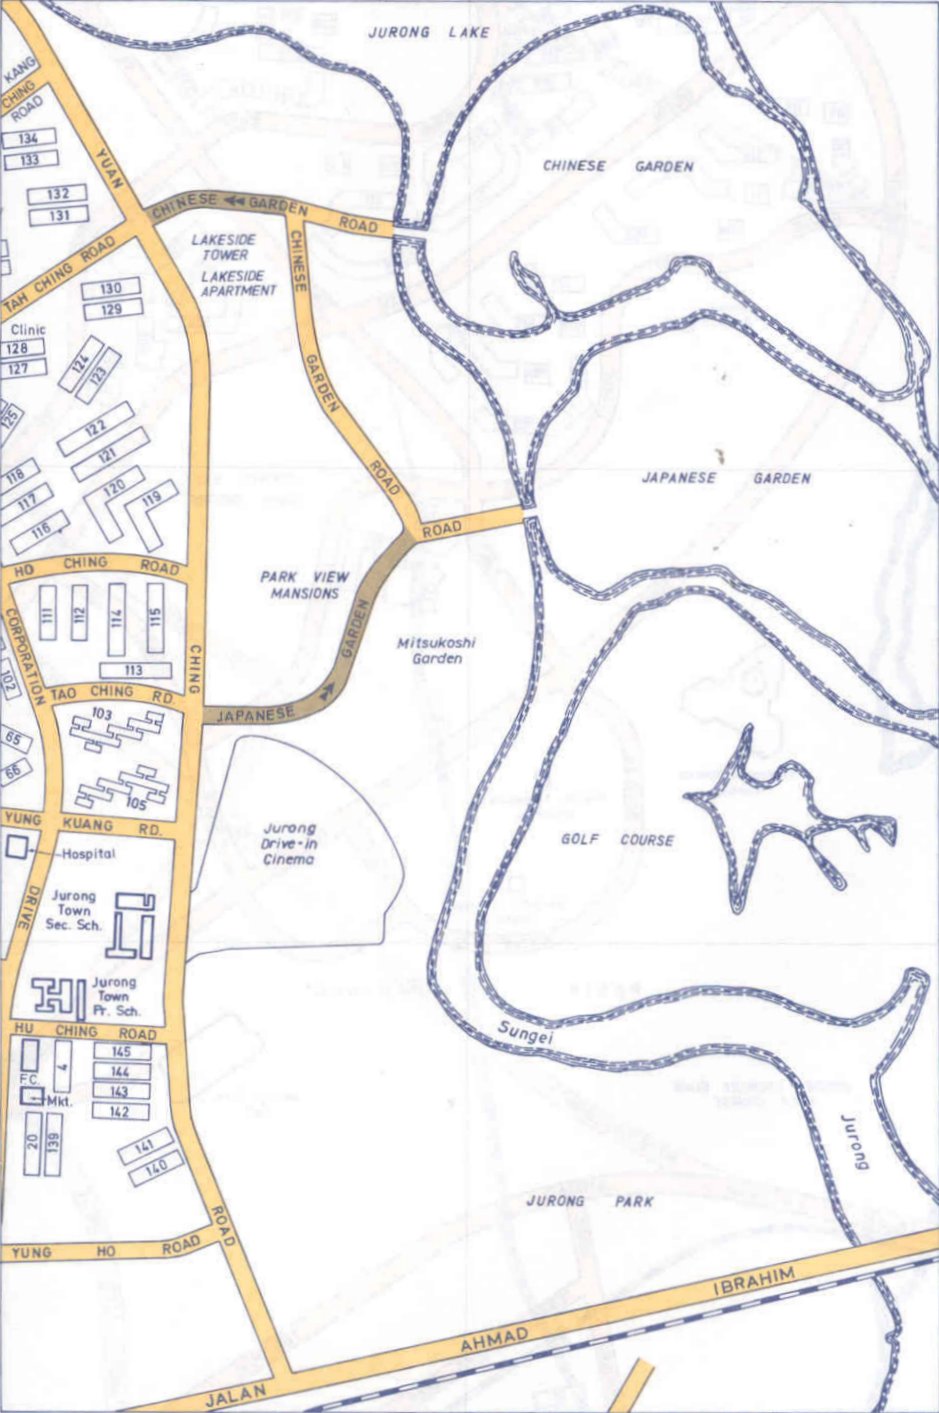 JURONG LAKE
KANG
CHING
ROAD
134
133
YUAN
CHINESE GARDEN
132
131
CHINESE GARDEN ROAD
LAKESIDE
TOWER
LAKESIDE
APARTMENT
CHINESE
GARDEN
ROAD
TAH CHING ROAD
130
129
Clinic
128
127
124
123
125
122
121
118
117
116
120
119
JAPANESE GARDEN
ROAD
HO CHING ROAD
PARK VIEW
MANSIONS
GARDEN
JAPANESE
Mitsukoshi
Garden
111
112
114
115
113
CORPORATION
DRIVE
CHING
102
TAO CHING RD.
103
65
66
105
YUNG KUANG RD.
Hospital
Jurong
Drive-in
Cinema
GOLF COURSE
Jurong
Town
Sec. Sch.
Jurong
Town
Pr. Sch.
HU CHING ROAD
Sungei
Jurong
F.C.
4
Mkt.
145
144
143
142
20
139
141
140
JURONG PARK
YUNG HO ROAD
ROAD
JALAN AHMAD IBRAHIM